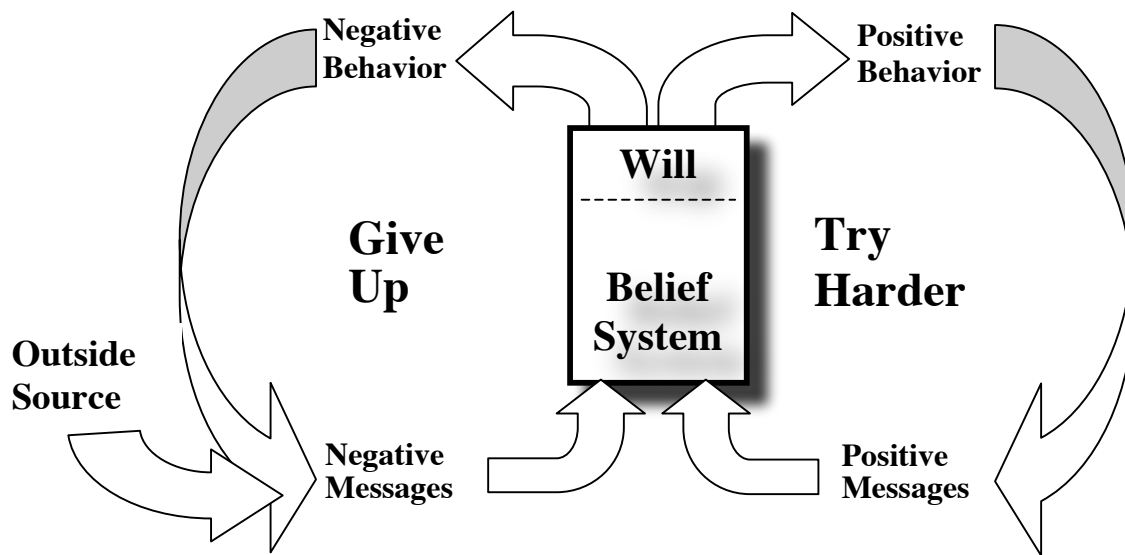 Negative
Behavior
Positive
Behavior
Will
Give
Up
Try
Harder
Belief
System
Outside
Source
Negative
Messages
Positive
Messages